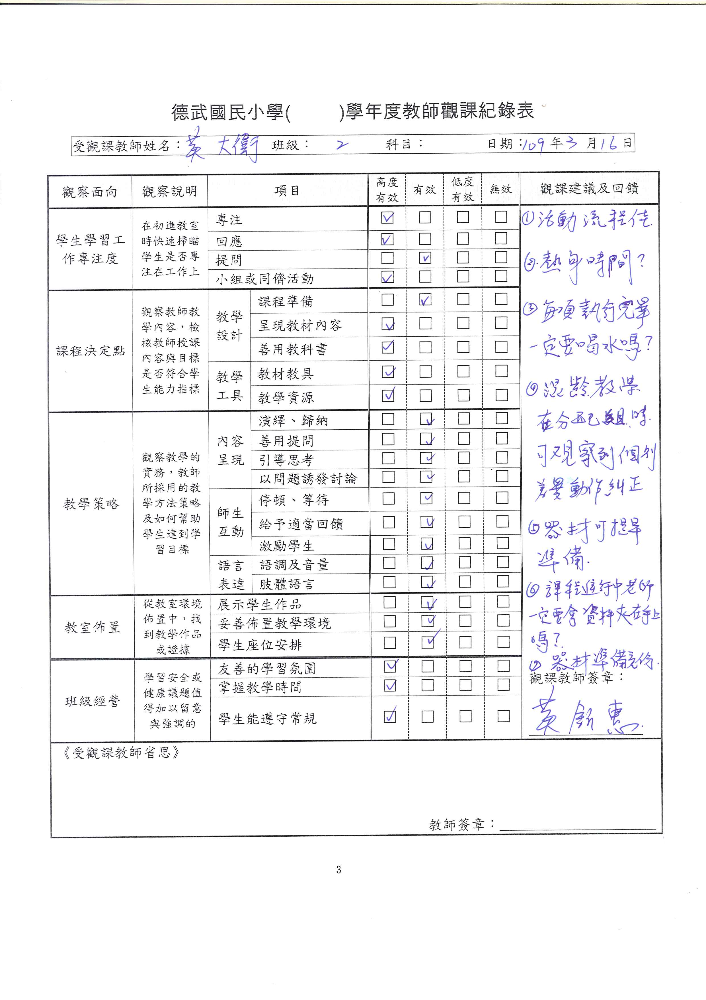 德武國民小學(　　　)學年度教師觀課紀錄表
受觀課教師姓名：黃大衛 班級： 2 科目： 日期：109年3月16日
觀察面向 觀察說明 項目 高度有效 有效 低度有效 無效 觀課建議及回饋
學生學習工作專注度
在初進教室
時快速掃瞄
學生是否專
注在工作上
專注 ☑ □ □ □
回應 ☑ □ □ □
提問 □ ☑ □ □
小組或同儕活動 ☑ □ □ □
課程決定點
觀察教師教
學內容，檢
核教師授課
內容與目標
是否符合學
生能力指標
教學設計
課程準備 □ ☑ □ □
呈現教材內容 ☑ □ □ □
善用教科書 ☑ □ □ □
教學工具
教材教具 ☑ □ □ □
教學資源 ☑ □ □ □
教學策略
觀察教學的
實務，教師
所採用的教
學方法策略
及如何幫助
學生達到學
習目標
內容呈現
演繹、歸納 □ ☑ □ □
善用提問 □ ☑ □ □
引導思考 □ ☑ □ □
以問題誘發討論 □ ☑ □ □
師生互動
停頓、等待 □ ☑ □ □
給予適當回饋 □ ☑ □ □
激勵學生 □ ☑ □ □
語言表達
語調及音量 □ ☑ □ □
肢體語言 □ ☑ □ □
教室佈置
從教室環境
佈置中，找
到教學作品
或證據
展示學生作品 □ ☑ □ □
妥善佈置教學環境 □ ☑ □ □
學生座位安排 □ ☑ □ □
班級經營
學習安全或
健康議題值
得加以留意
與強調的
友善的學習氛圍 ☑ □ □ □
掌握教學時間 ☑ □ □ □
學生能遵守常規 ☑ □ □ □
①活動流程佳.
②.熱身時間？
③每項執行完畢
一定要喝水嗎？
④混齡教學.
在分配組時.
可观察到個別
差異動作糾正
⑤器材可提早
準備.
⑥課程進行中老師
一定要拿資料夾在手上
嗎？
⑦器材準備充份.
觀課教師簽章：
黃 惠
《受觀課教師省思》
教師簽章：
3